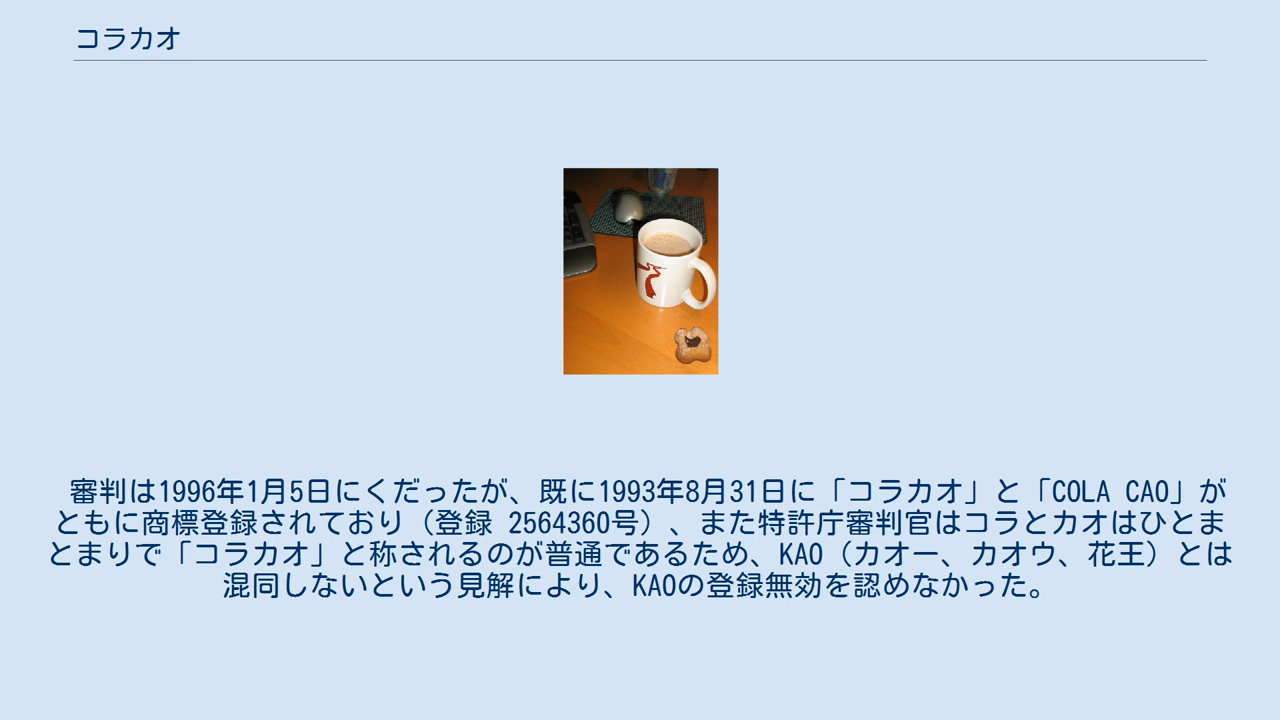 コラカオ
審判は1996年1月5日にくだったが、既に1993年8月31日に「コラカオ」と「COLA CAO」が
ともに商標登録されており（登録 2564360号）、また特許庁審判官はコラとカオはひとま
とまりで「コラカオ」と称されるのが普通であるため、KAO（カオー、カオウ、花王）とは
混同しないという見解により、KAOの登録無効を認めなかった。